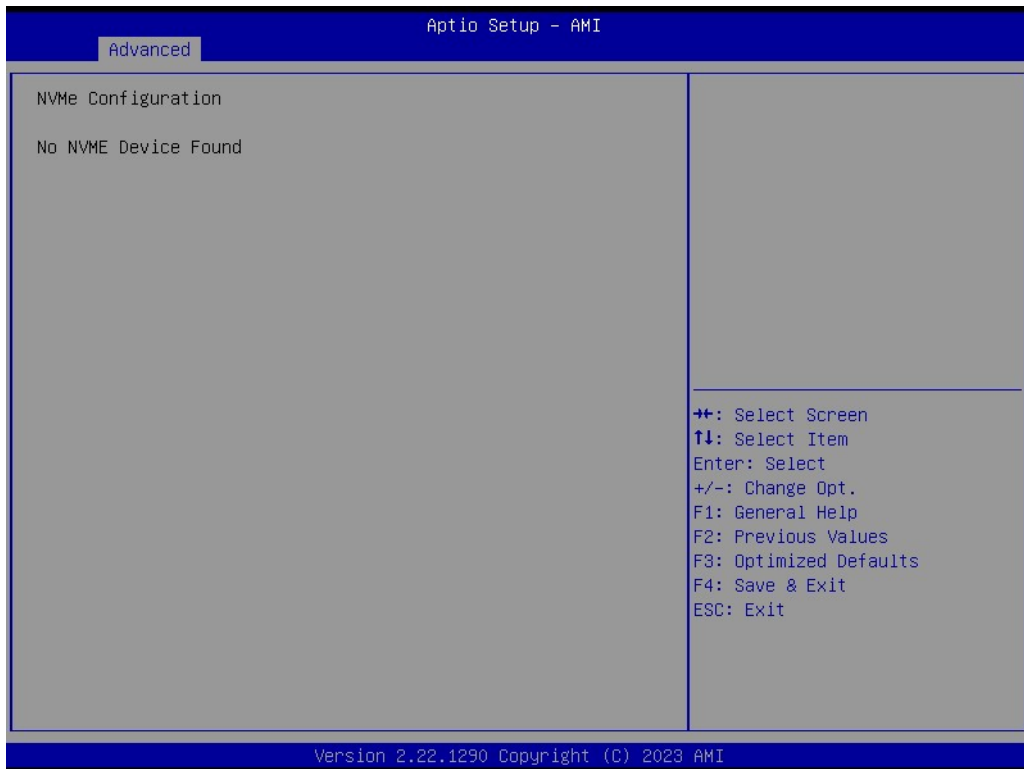 Aptio Setup – AMI
Advanced
NVMe Configuration
No NVME Device Found
→←: Select Screen
↑↓: Select Item
Enter: Select
+/-: Change Opt.
F1: General Help
F2: Previous Values
F3: Optimized Defaults
F4: Save & Exit
ESC: Exit
Version 2.22.1290 Copyright (C) 2023 AMI